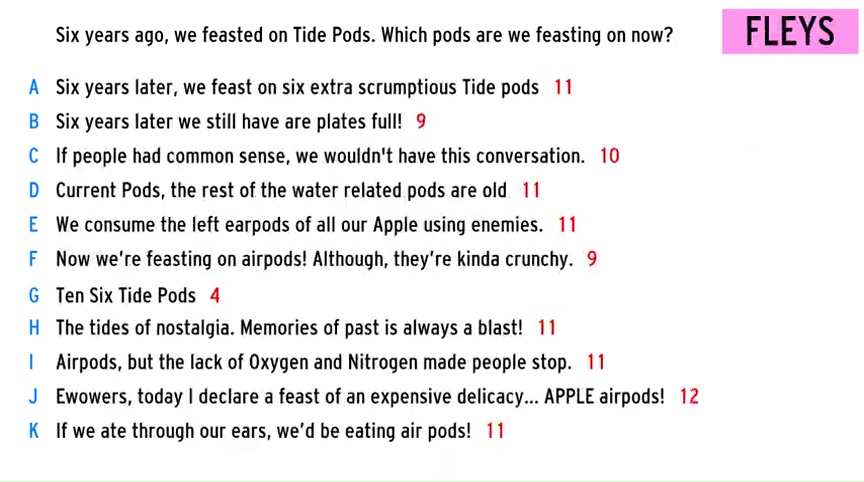 Six years ago, we feasted on Tide Pods. Which pods are we feasting on now?
FLEYS
A Six years later, we feast on six extra scrumptious Tide pods 11
B Six years later we still have are plates full! 9
C If people had common sense, we wouldn't have this conversation. 10
D Current Pods, the rest of the water related pods are old 11
E We consume the left earpods of all our Apple using enemies. 11
F Now we're feasting on airpods! Although, they're kinda crunchy. 9
G Ten Six Tide Pods 4
H The tides of nostalgia. Memories of past is always a blast! 11
I Airpods, but the lack of Oxygen and Nitrogen made people stop. 11
J Ewowers, today I declare a feast of an expensive delicacy... APPLE airpods! 12
K If we ate through our ears, we'd be eating air pods! 11